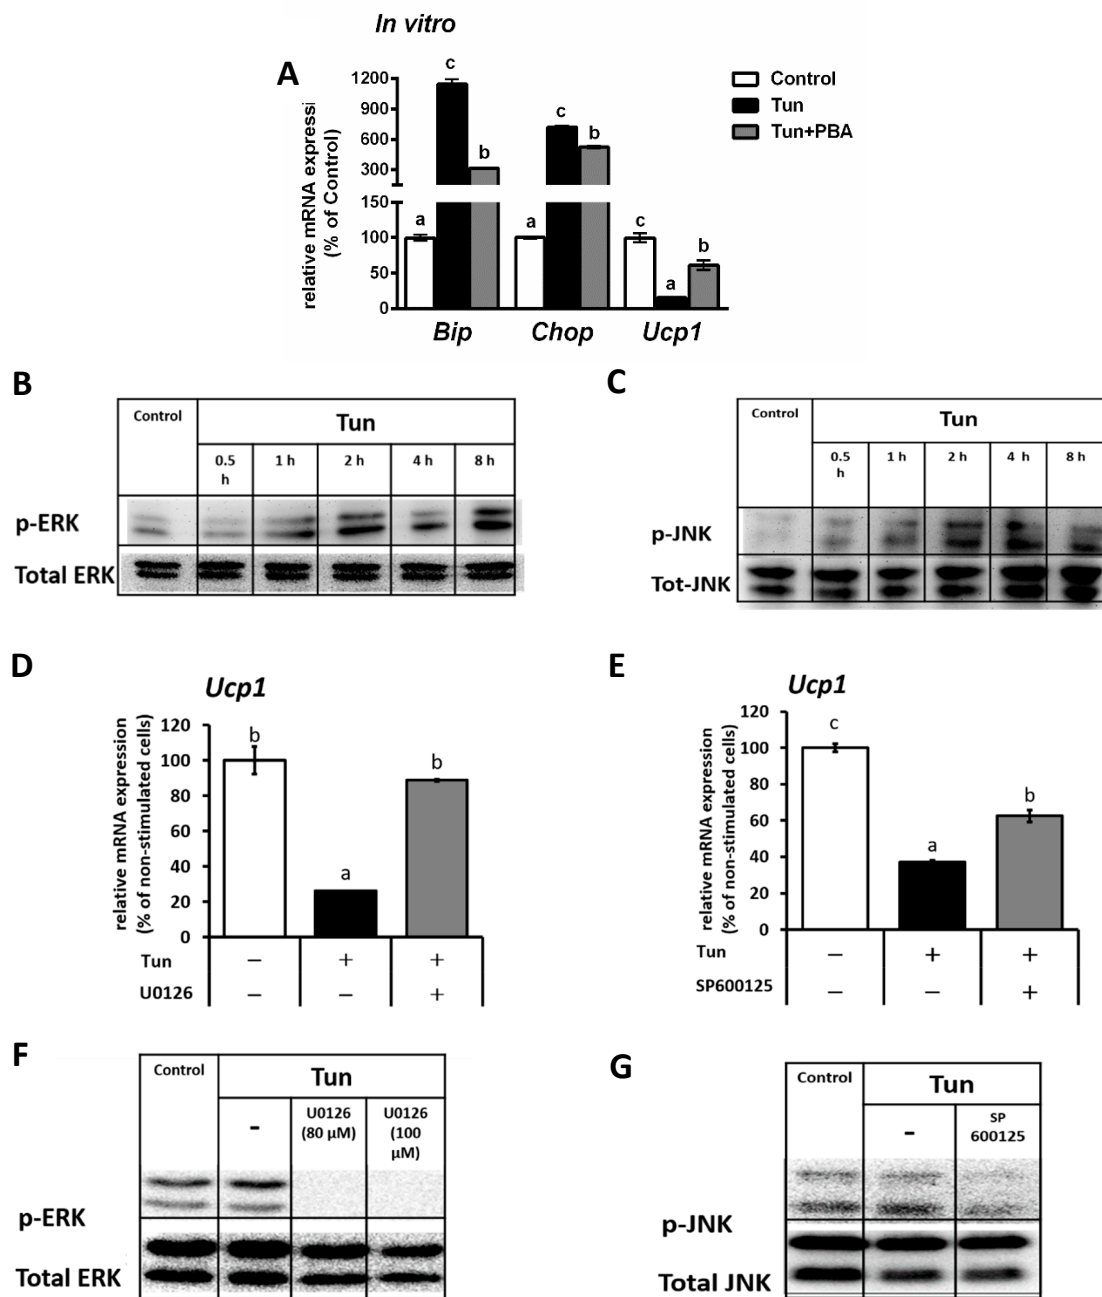 In vitro
A
relative mRNA expressi
(% of Control)
1200
900
600
300
150
100
50
0
a
c
b
a
c
b
c
a
b
Bip
Chop
Ucp1
Control
Tun
Tun+PBA
B
Control
Tun
0.5
h
1 h
2 h
4 h
8 h
p-ERK
Total ERK
C
Control
Tun
0.5
h
1 h
2 h
4 h
8 h
p-JNK
Tot-JNK
D
Ucp1
relative mRNA expression
(% of non-stimulated cells)
120
100
80
60
40
20
0
b
a
b
Tun − + +
U0126 − − +
E
Ucp1
relative mRNA expression
(% of non-stimulated cells)
120
100
80
60
40
20
0
c
a
b
Tun − + +
SP600125 − − +
F
Control
Tun
-
U0126
(80 µM)
U0126
(100
µM)
p-ERK
Total ERK
G
Control
Tun
-
SP
600125
p-JNK
Total JNK